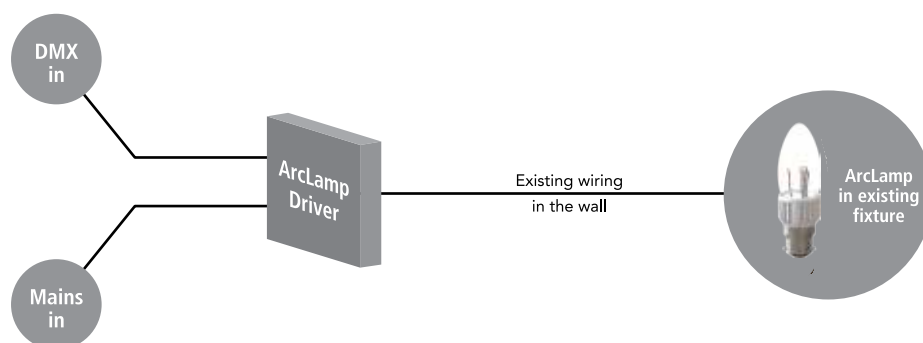 DMX
in
ArcLamp
Driver
Existing wiring
in the wall
ArcLamp
in existing
fixture
Mains
in